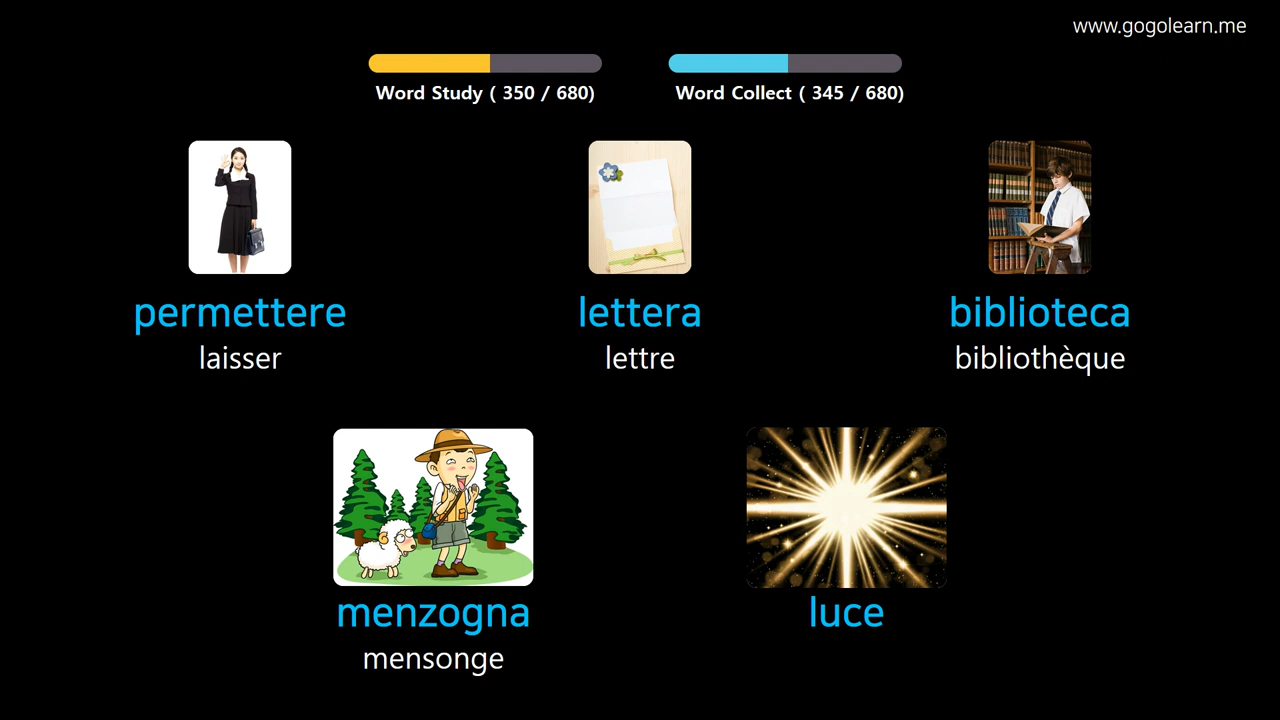 www.gogolearn.me
Word Study ( 350 / 680)
Word Collect ( 345 / 680)
permettere
laisser
lettera
lettre
biblioteca
bibliothèque
menzogna
mensonge
luce